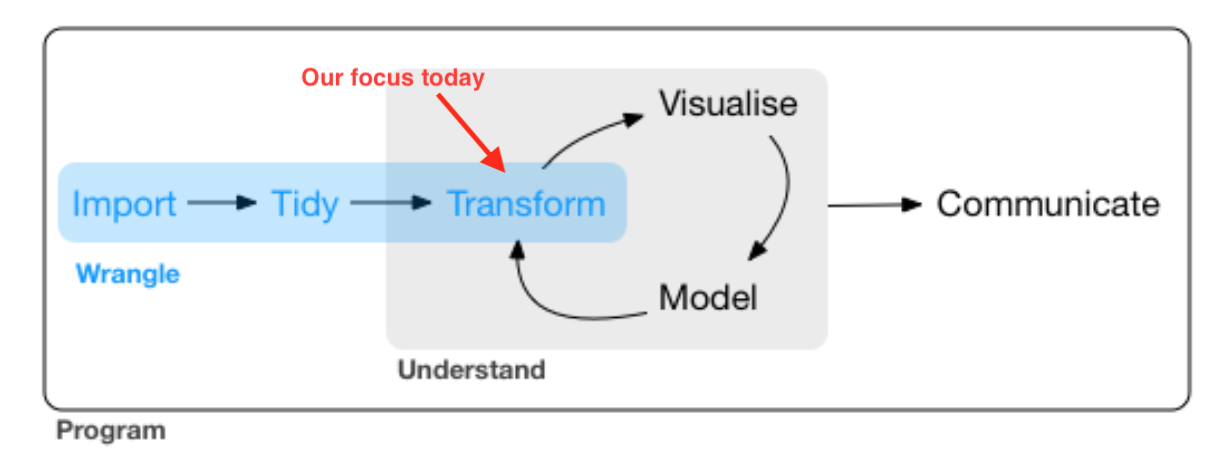 Our focus today
Visualise
Import
Tidy
Transform
Communicate
Wrangle
Model
Understand
Program